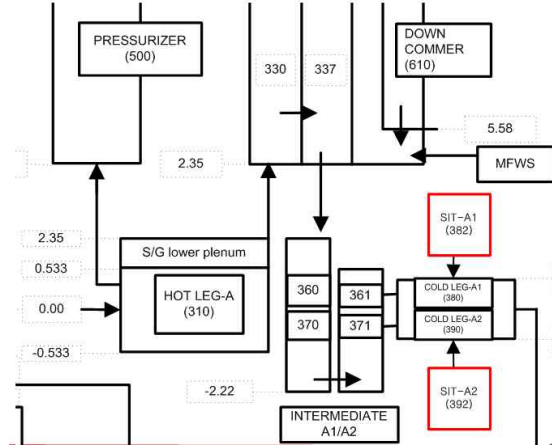 PRESSURIZER
(500)
330
337
DOWN
COMMER
(610)
5.58
2.35
MFWS
SIT-A1
(382)
2.35
S/G lower plenum
0.533
HOT LEG-A
(310)
0.00
360
361
COLD LEG-A1
(380)
370
371
COLD LEG-A2
(390)
-0.533
-2.22
SIT-A2
(392)
INTERMEDIATE
A1/A2